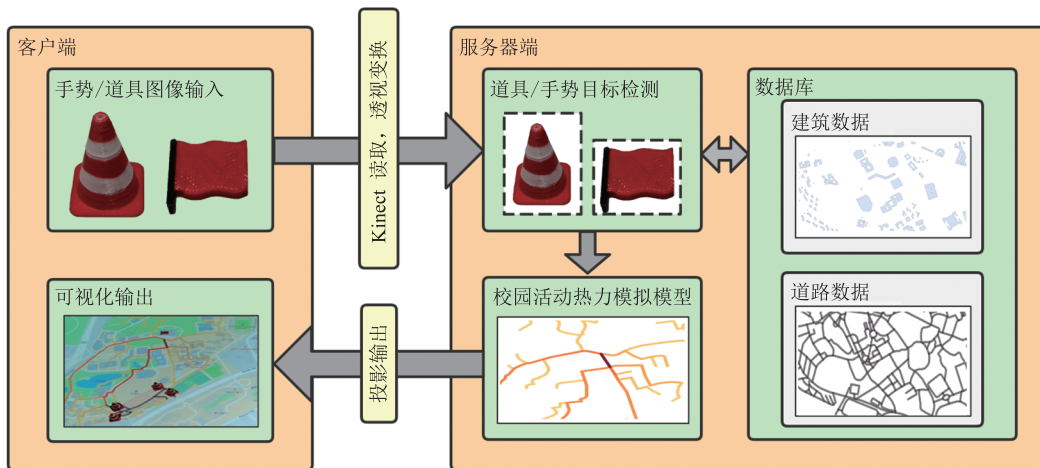 客户端
手势/道具图像输入
可视化输出
Kinect 读取，透视变换
投影输出
服务器端
道具/手势目标检测
校园活动热力模拟模型
数据库
建筑数据
道路数据